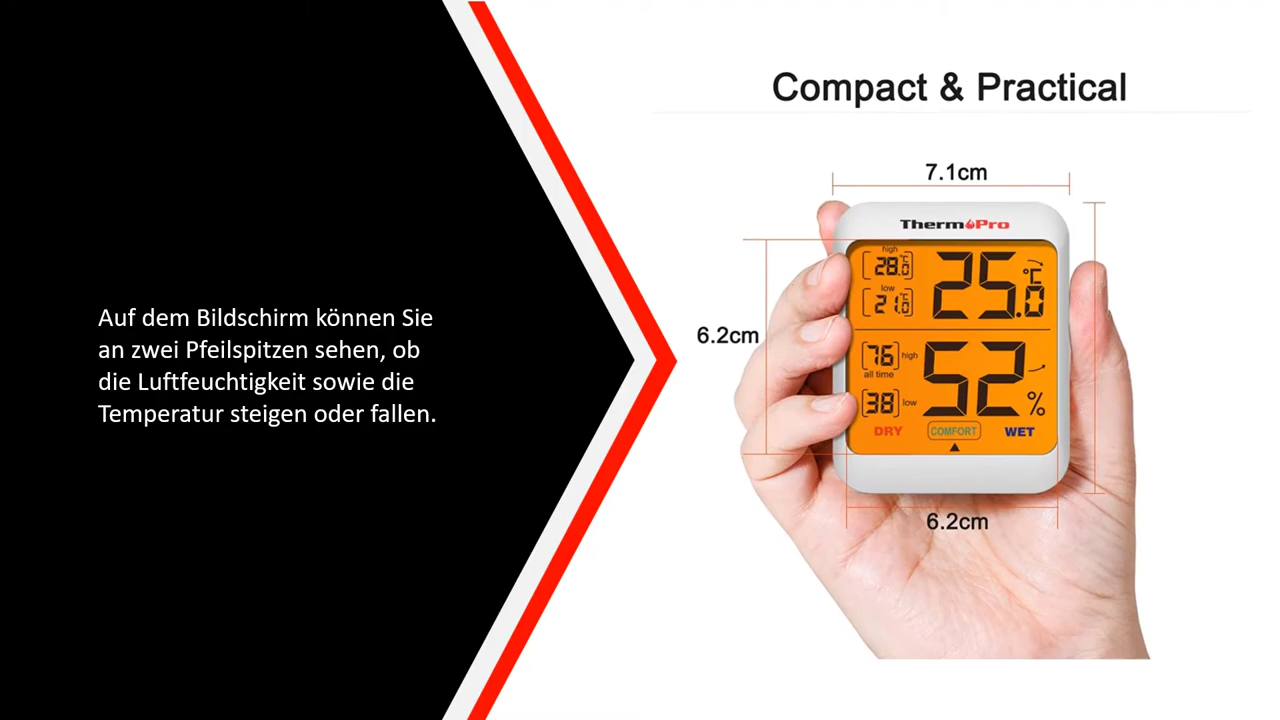 Compact & Practical
7.1cm
ThermoPro
high
28.0°C
25.0 °C
low
21.0°C
6.2cm
76 high
all time
52 %
38 low
DRY COMFORT WET
6.2cm
Auf dem Bildschirm können Sie
an zwei Pfeilspitzen sehen, ob
die Luftfeuchtigkeit sowie die
Temperatur steigen oder fallen.